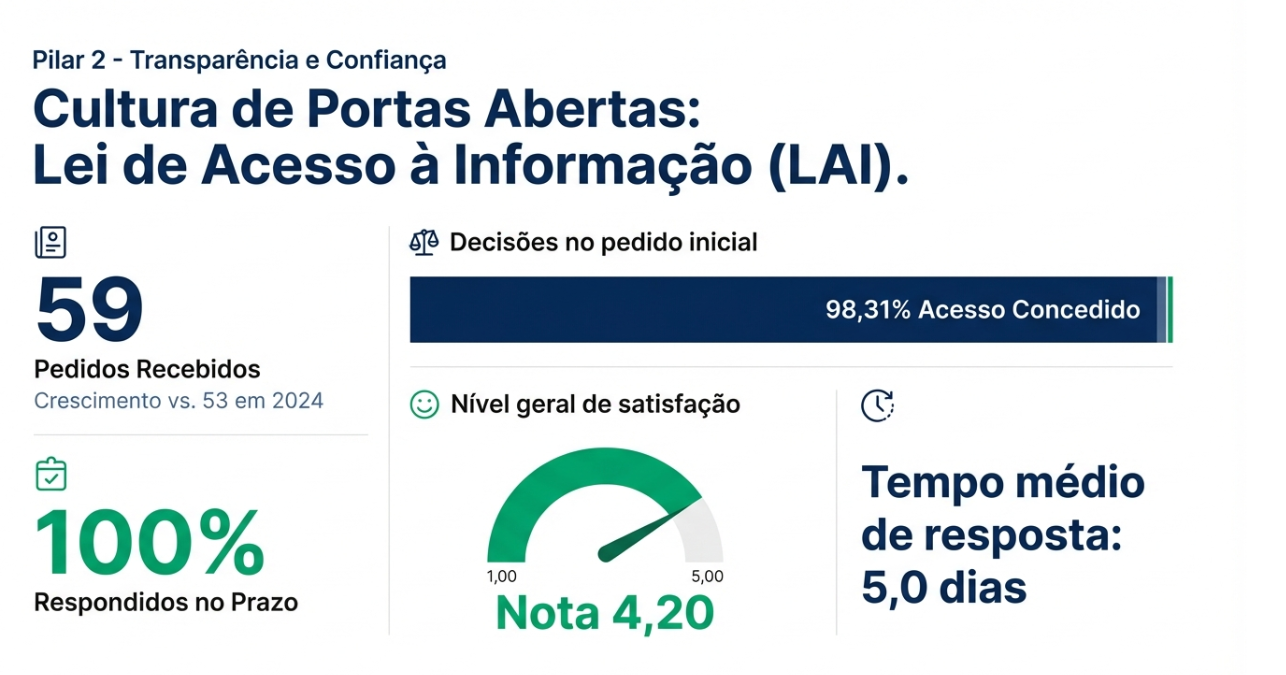 Pilar 2 - Transparência e Confiança
Cultura de Portas Abertas:
Lei de Acesso à Informação (LAI).
59
Pedidos Recebidos
Crescimento vs. 53 em 2024
100%
Respondidos no Prazo
Decisões no pedido inicial
98,31% Acesso Concedido
Nível geral de satisfação
1,00
5,00
Nota 4,20
Tempo médio
de resposta:
5,0 dias